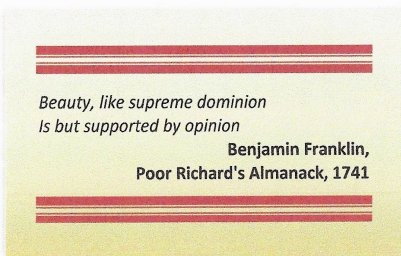 Beauty, like supreme dominion
Is but supported by opinion
Benjamin Franklin,
Poor Richard's Almanack, 1741